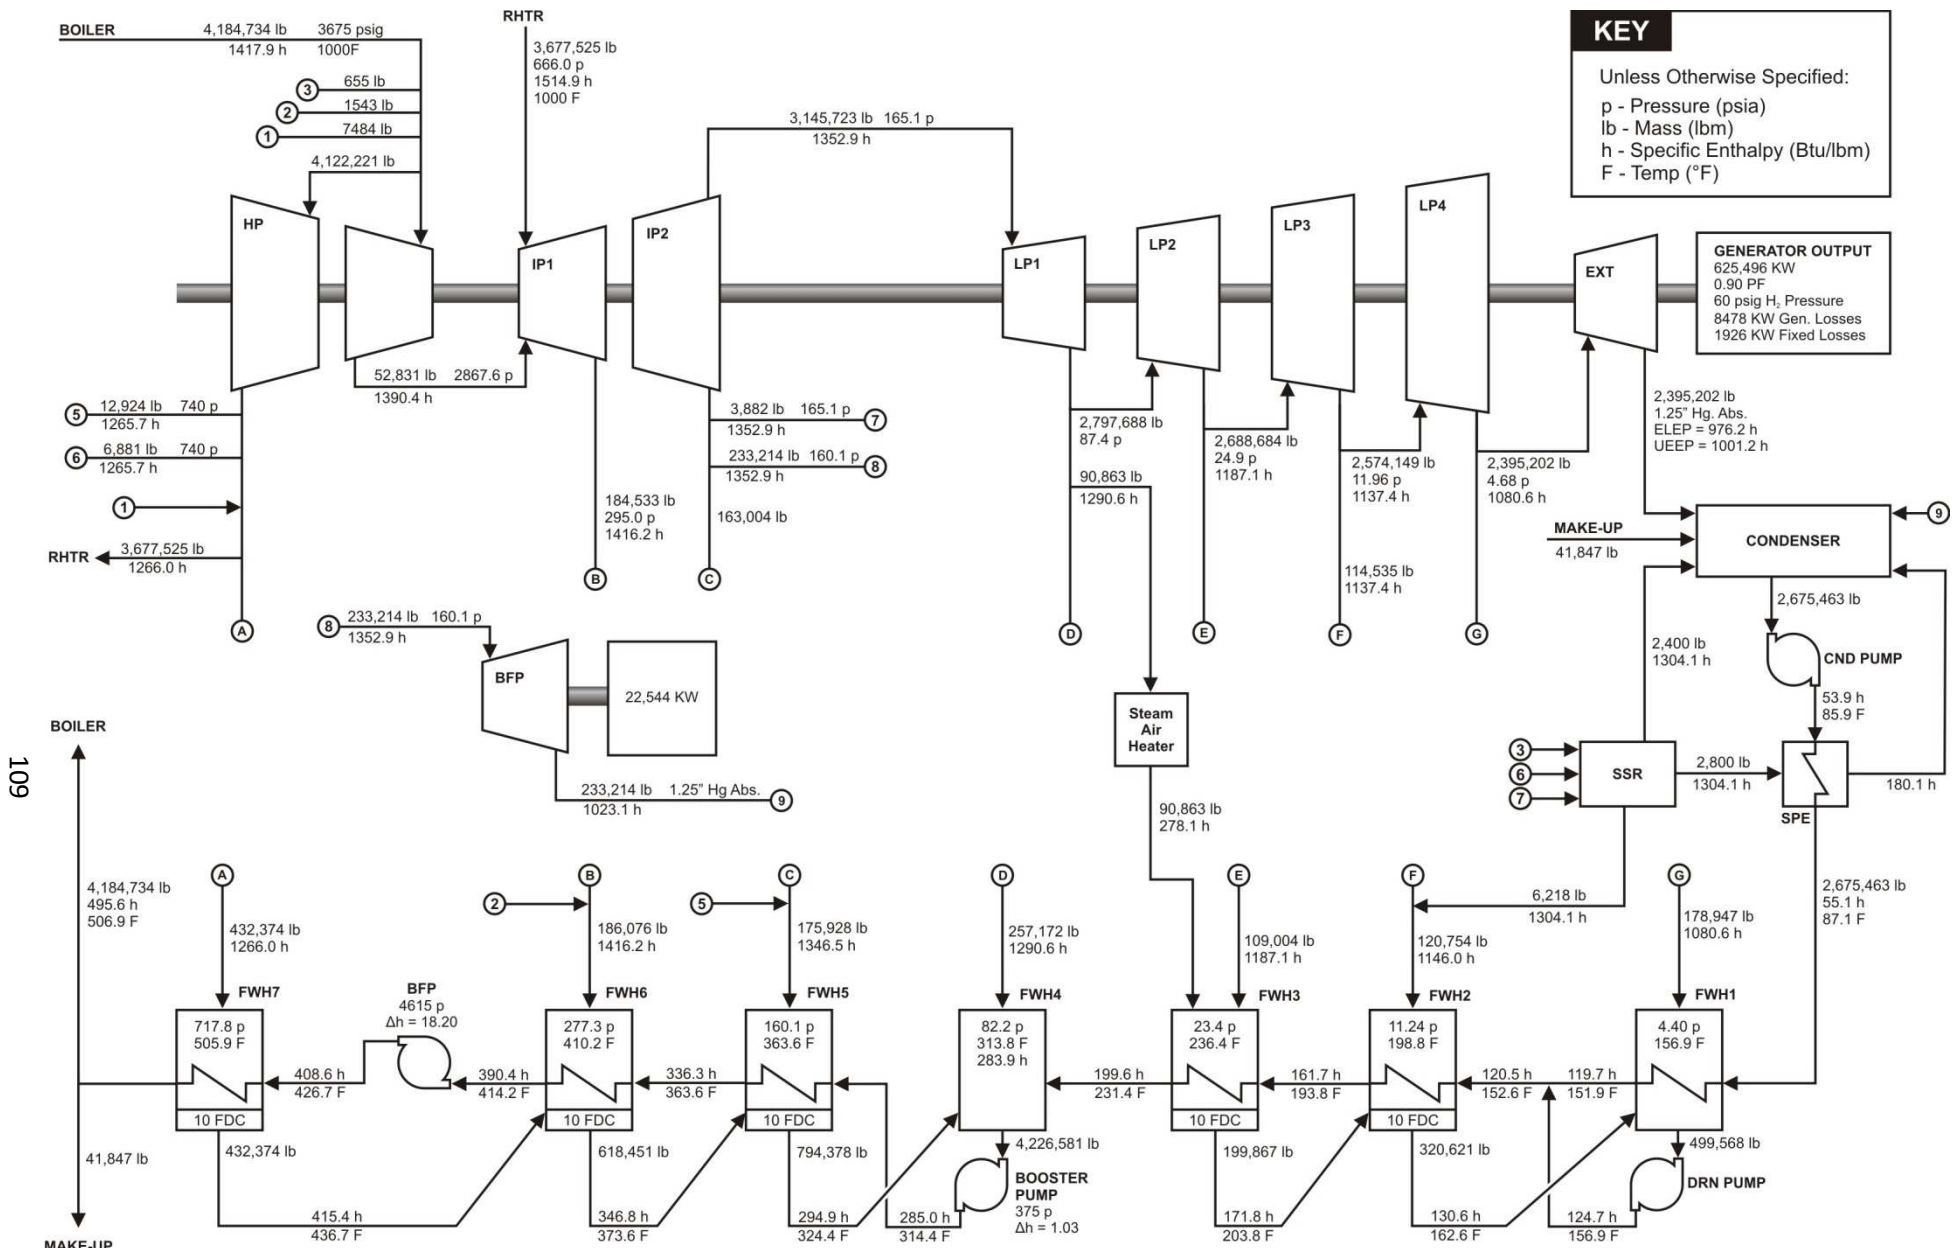 BOILER
4,184,734 lb 3675 psig
1417.9 h 1000F
3 655 lb
2 1543 lb
1 7484 lb
4,122,221 lb
RHTR
3,677,525 lb
666.0 p
1514.9 h
1000 F
3,145,723 lb 165.1 p
1352.9 h
KEY
Unless Otherwise Specified:
p - Pressure (psia)
lb - Mass (lbm)
h - Specific Enthalpy (Btu/lbm)
F - Temp (°F)
HP
IP1
IP2
LP1
LP2
LP3
LP4
EXT
GENERATOR OUTPUT
625,496 KW
0.90 PF
60 psig H₂ Pressure
8478 KW Gen. Losses
1926 KW Fixed Losses
52,831 lb 2867.6 p
1390.4 h
5 12,924 lb 740 p
1265.7 h
6 6,881 lb 740 p
1265.7 h
1
RHTR 3,677,525 lb
1266.0 h
A
184,533 lb
295.0 p
1416.2 h
B
3,882 lb 165.1 p 7
1352.9 h
233,214 lb 160.1 p 8
1352.9 h
163,004 lb
C
2,797,688 lb
87.4 p
90,863 lb
1290.6 h
D
2,688,684 lb
24.9 p
1187.1 h
E
2,574,149 lb
11.96 p
1137.4 h
114,535 lb
1137.4 h
F
2,395,202 lb
4.68 p
1080.6 h
G
2,395,202 lb
1.25" Hg. Abs.
ELEP = 976.2 h
UEEP = 1001.2 h
MAKE-UP
41,847 lb
CONDENSER
9
2,675,463 lb
CND PUMP
53.9 h
85.9 F
2,400 lb
1304.1 h
8 233,214 lb 160.1 p
1352.9 h
BFP
22,544 KW
233,214 lb 1.25" Hg Abs. 9
1023.1 h
Steam
Air
Heater
90,863 lb
278.1 h
3
6
7
SSR
2,800 lb
1304.1 h
SPE
180.1 h
6,218 lb
1304.1 h
2,675,463 lb
55.1 h
87.1 F
109
BOILER
4,184,734 lb
495.6 h
506.9 F
41,847 lb
MAKE-UP
A
432,374 lb
1266.0 h
FWH7
717.8 p
505.9 F
10 FDC
432,374 lb
415.4 h
436.7 F
408.6 h
426.7 F
BFP
4615 p
Δh = 18.20
390.4 h
414.2 F
B
2
186,076 lb
1416.2 h
FWH6
277.3 p
410.2 F
10 FDC
618,451 lb
346.8 h
373.6 F
336.3 h
363.6 F
C
5
175,928 lb
1346.5 h
FWH5
160.1 p
363.6 F
10 FDC
794,378 lb
294.9 h
324.4 F
285.0 h
314.4 F
D
257,172 lb
1290.6 h
FWH4
82.2 p
313.8 F
283.9 h
4,226,581 lb
BOOSTER
PUMP
375 p
Δh = 1.03
199.6 h
231.4 F
E
109,004 lb
1187.1 h
FWH3
23.4 p
236.4 F
10 FDC
199,867 lb
171.8 h
203.8 F
161.7 h
193.8 F
F
120,754 lb
1146.0 h
FWH2
11.24 p
198.8 F
10 FDC
320,621 lb
130.6 h
162.6 F
120.5 h
152.6 F
119.7 h
151.9 F
G
178,947 lb
1080.6 h
FWH1
4.40 p
156.9 F
499,568 lb
DRN PUMP
124.7 h
156.9 F